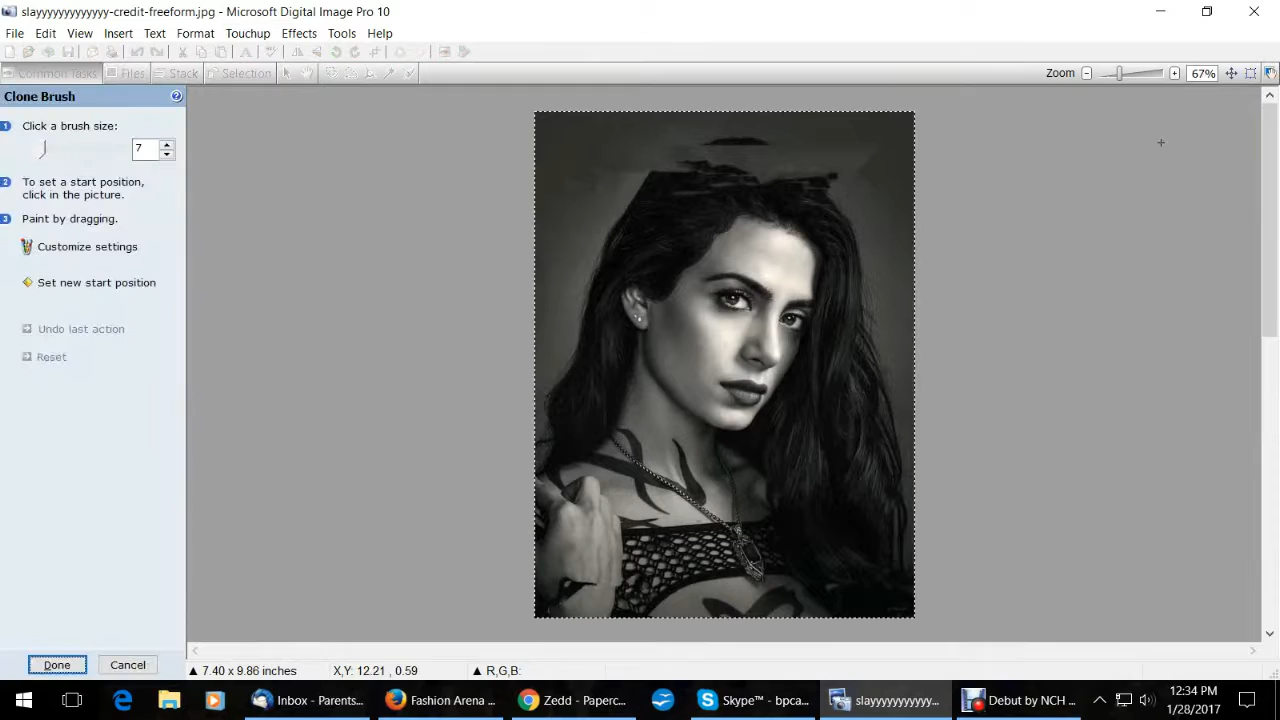 slayyyyyyyyyyyyy-credit-freeform.jpg - Microsoft Digital Image Pro 10
File Edit View Insert Text Format Touchup Effects Tools Help
Common Tasks Files Stack Selection Zoom 67%
Clone Brush
1 Click a brush size:
7
2 To set a start position,
click in the picture.
3 Paint by dragging.
Customize settings
Set new start position
Undo last action
Reset
Done Cancel
7.40 x 9.86 inches X,Y: 12.21 , 0.59 R,G,B:
Inbox - Parents... Fashion Arena ... Zedd - Paperc... Skype™ - bpca... slayyyyyyyyyy... Debut by NCH ... 12:34 PM
1/28/2017